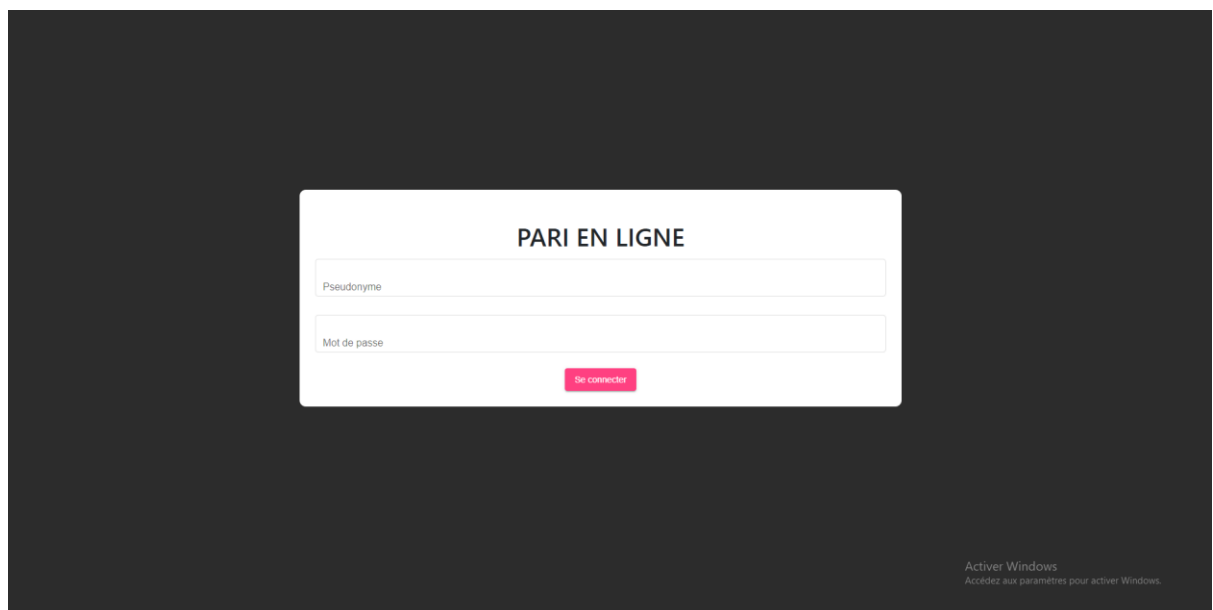 PARI EN LIGNE
Pseudonyme
Mot de passe
Se connecter
Activer Windows
Accédez aux paramètres pour activer Windows.